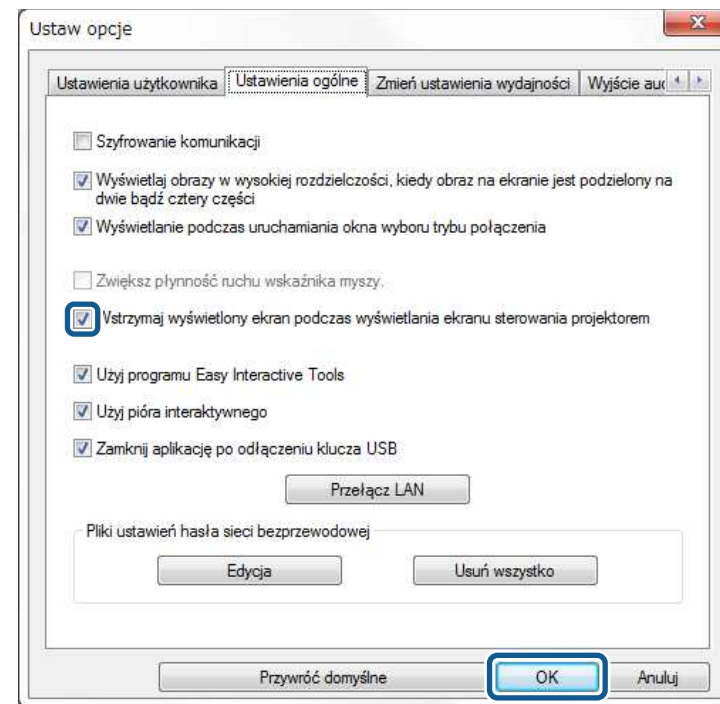 Ustaw opcje
Ustawienia użytkownika Ustawienia ogólne Zmień ustawienia wydajności Wyjście au
Szyfrowanie komunikacji
Wyświetlaj obrazy w wysokiej rozdzielczości, kiedy obraz na ekranie jest podzielony na
dwie bądź cztery części
Wyświetlanie podczas uruchamiania okna wyboru trybu połączenia
Zwiększ płynność ruchu wskaźnika myszy.
Wstrzymaj wyświetlony ekran podczas wyświetlania ekranu sterowania projektorem
Użyj programu Easy Interactive Tools
Użyj pióra interaktywnego
Zamknij aplikację po odłączeniu klucza USB
Przełącz LAN
Pliki ustawień hasła sieci bezprzewodowej
Edycja Usuń wszystko
Przywróć domyślne OK Anuluj